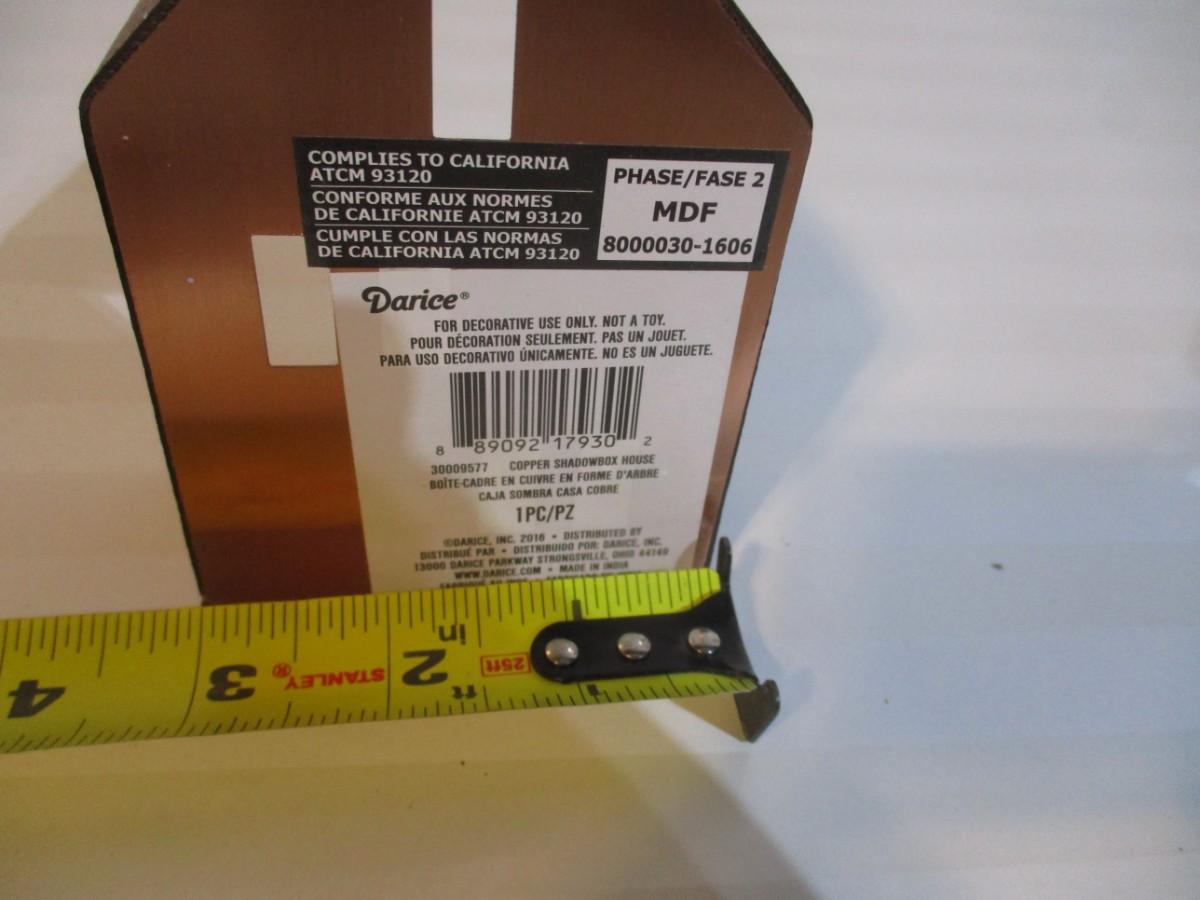 COMPLIES TO CALIFORNIA
ATCM 93120
CONFORME AUX NORMES
DE CALIFORNIE ATCM 93120
CUMPLE CON LAS NORMAS
DE CALIFORNIA ATCM 93120
PHASE/FASE 2
MDF
8000030-1606
Darice®
FOR DECORATIVE USE ONLY. NOT A TOY.
POUR DÉCORATION SEULEMENT. PAS UN JOUET.
PARA USO DECORATIVO ÚNICAMENTE. NO ES UN JUGUETE.
8 89092 17930 2
30009577 COPPER SHADOWBOX HOUSE
BOÎTE-CADRE EN CUIVRE EN FORME D'ARBRE
CAJA SOMBRA CASA COBRE
1PC/PZ
©DARICE, INC. 2016 • DISTRIBUTED BY
DISTRIBUÉ PAR • DISTRIBUIDO POR: DARICE, INC.
13000 DARICE PARKWAY STRONGSVILLE, OHIO 44149
WWW.DARICE.COM • MADE IN INDIA
in
4 3 STANLEY® 2 25ft 1
ft